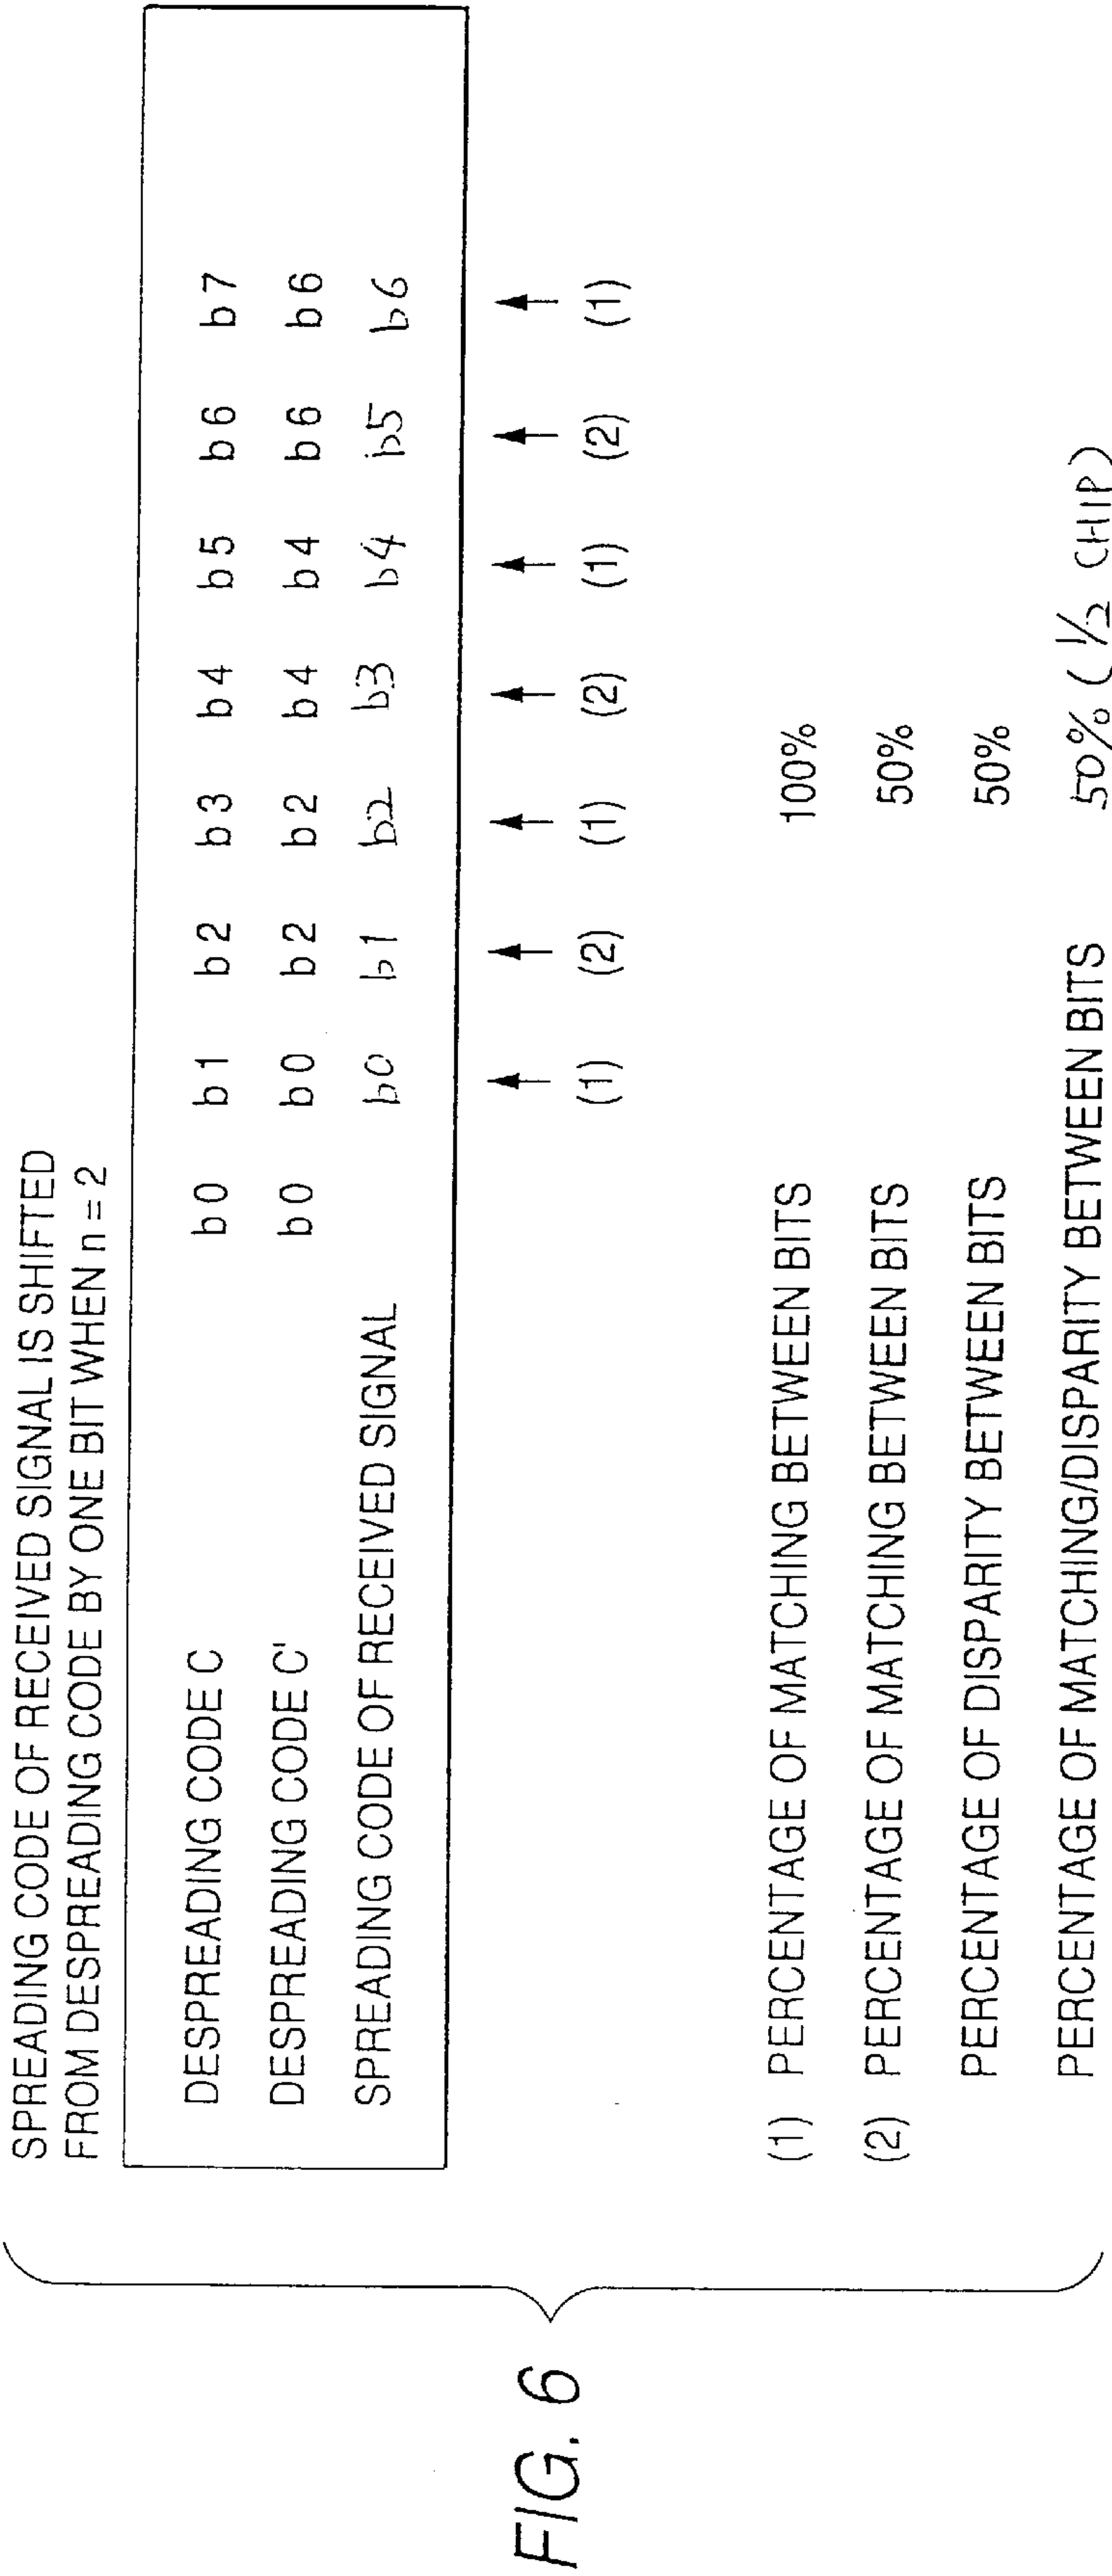 FIG. 6
SPREADING CODE OF RECEIVED SIGNAL IS SHIFTED
FROM DESPREADING CODE BY ONE BIT WHEN n = 2
DESPREADING CODE C b0 b1 b2 b3 b4 b5 b6 b7
DESPREADING CODE C' b0 b0 b2 b2 b4 b4 b6 b6
SPREADING CODE OF RECEIVED SIGNAL b0 b1 b2 b3 b4 b5 b6
(1) (2) (1) (2) (1) (2) (1)
(1) PERCENTAGE OF MATCHING BETWEEN BITS 100%
(2) PERCENTAGE OF MATCHING BETWEEN BITS 50%
PERCENTAGE OF DISPARITY BETWEEN BITS 50%
PERCENTAGE OF MATCHING/DISPARITY BETWEEN BITS 50% (1/2 CHIP)